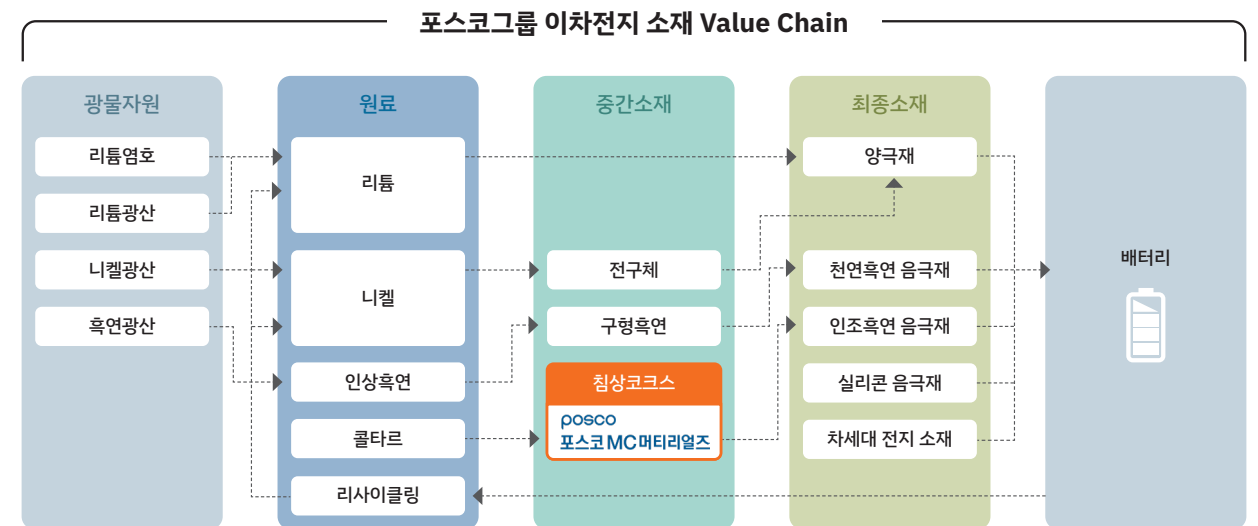 포스코그룹 이차전지 소재 Value Chain
광물자원
리튬염호
리튬광산
니켈광산
흑연광산
원료
리튬
니켈
인상흑연
콜타르
리사이클링
중간소재
전구체
구형흑연
침상코크스
posco
포스코MC머티리얼즈
최종소재
양극재
천연흑연 음극재
인조흑연 음극재
실리콘 음극재
차세대 전지 소재
배터리